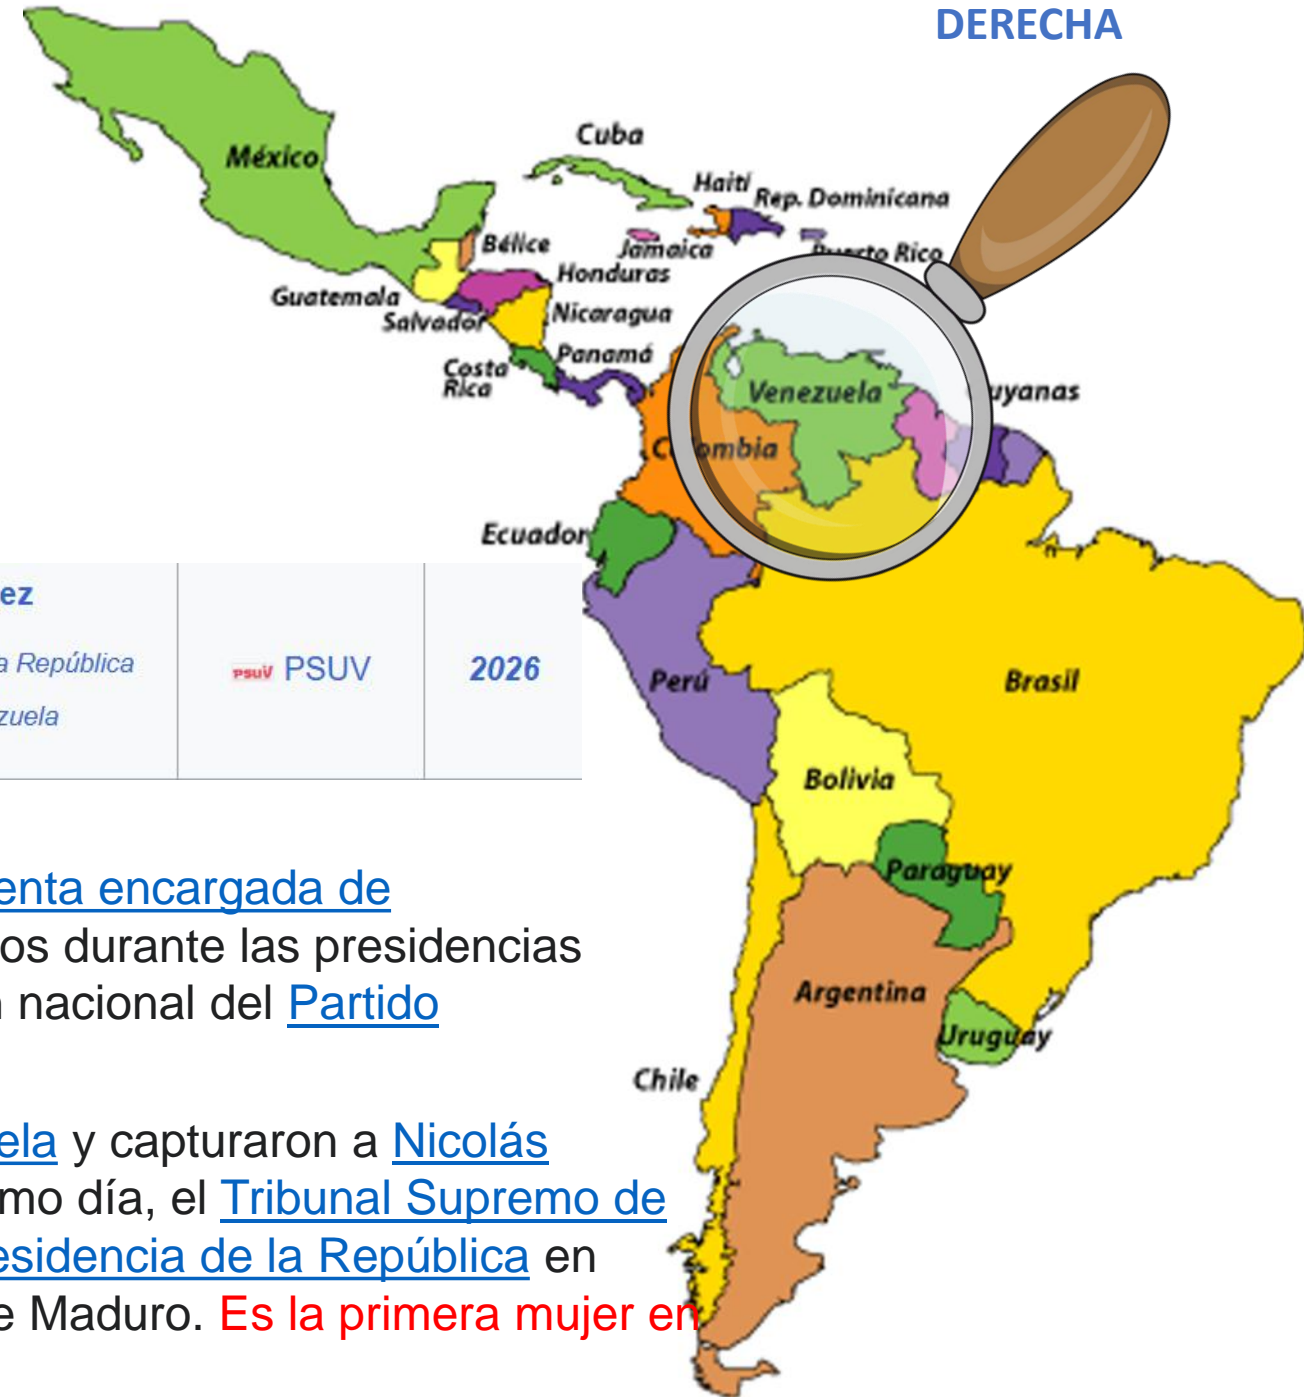 DERECHA
México
Cuba
Haití
Rep. Dominicana
Jamaica
Puerto Rico
Bélice
Honduras
Guatemala
Salvador
Nicaragua
Costa
Rica
Panamá
Venezuela
uyanas
Colombia
Ecuador
ez
a República
zuela
psuv PSUV
2026
Perú
Brasil
Bolivia
Paraguay
Argentina
Uruguay
Chile
enta encargada de
os durante las presidencias
n nacional del Partido
ela y capturaron a Nicolás
mo día, el Tribunal Supremo de
esidencia de la República en
e Maduro. Es la primera mujer en